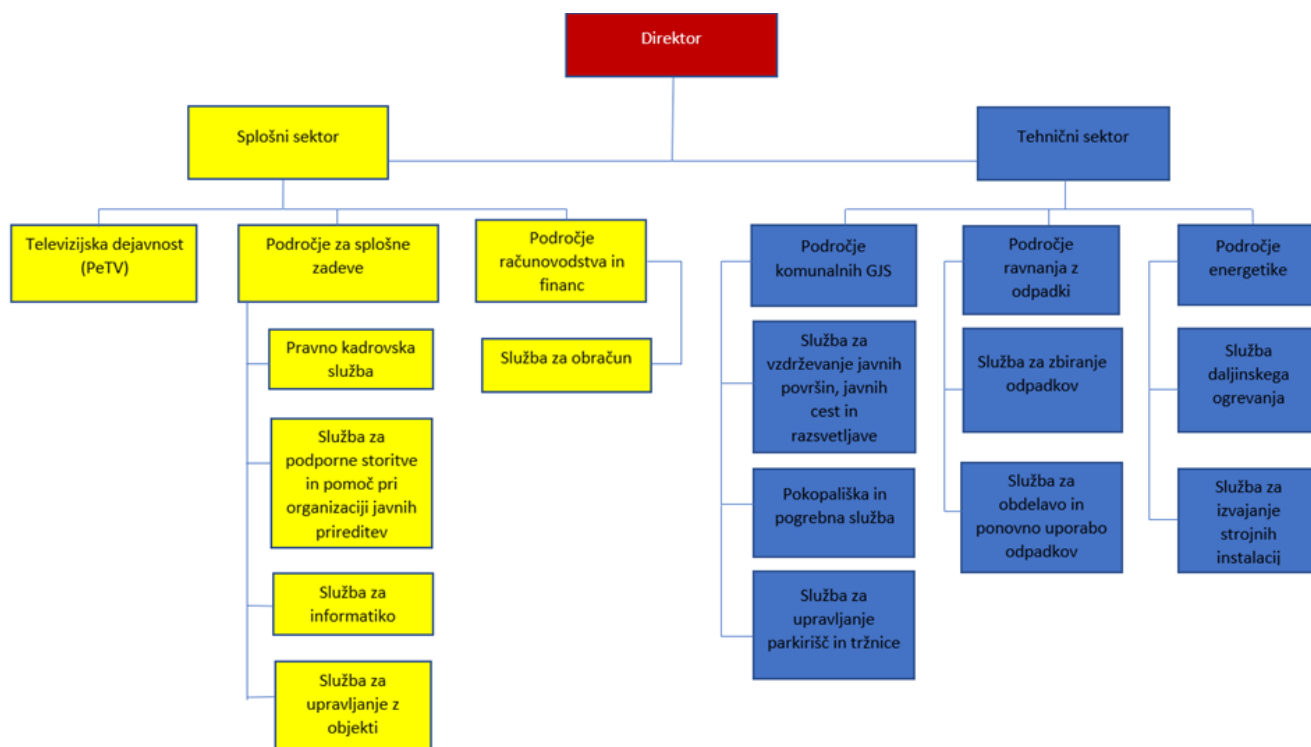 Direktor
Splošni sektor
Tehnični sektor
Televizijska dejavnost
(PeTV)
Področje za splošne
zadeve
Področje
računovodstva in
financ
Pravno kadrovska
služba
Služba za obračun
Služba za
podporne storitve
in pomoč pri
organizaciji javnih
prireditev
Služba za
informatiko
Služba za
upravljanje z
objekti
Področje
komunalnih GJS
Področje
ravnanja z
odpadki
Področje
energetike
Služba za
vzdrževanje javnih
površin, javnih
cest in
razsvetljave
Služba za zbiranje
odpadkov
Služba
daljinskega
ogrevanja
Pokopališka in
pogrebna služba
Služba za
obdelavo in
ponovno uporabo
odpadkov
Služba za
izvajanje
strojnih
instalacij
Služba za
upravljanje
parkirišč in tržnice